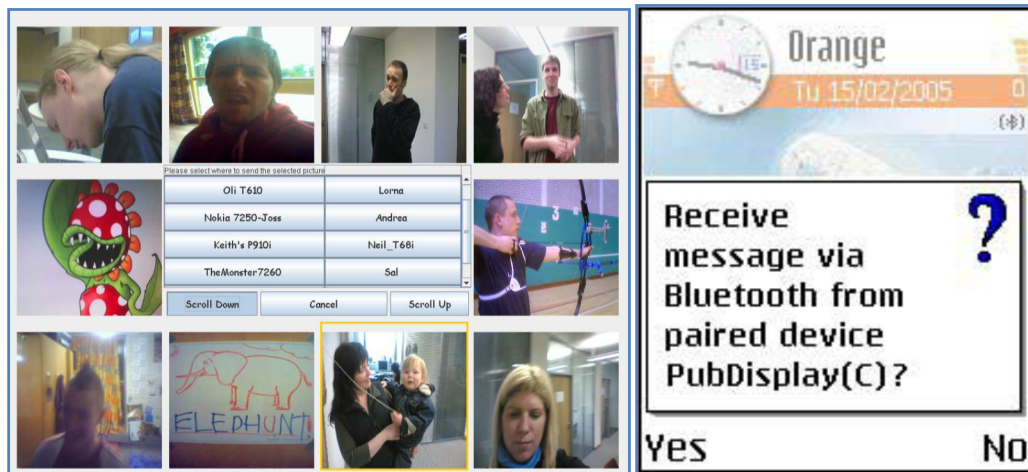 Please select where to send the selected picture
Oli T610
Lorna
Nokia 7250-Joss
Andrea
Keith's P910i
Neil_T68i
TheMonster7260
Sal
Scroll Down
Cancel
Scroll Up
3
ELEPHUNT
Orange
15
Tu 15/02/2005
Receive
message via
Bluetooth from
paired device
PubDisplay(C)?
?
Yes
No